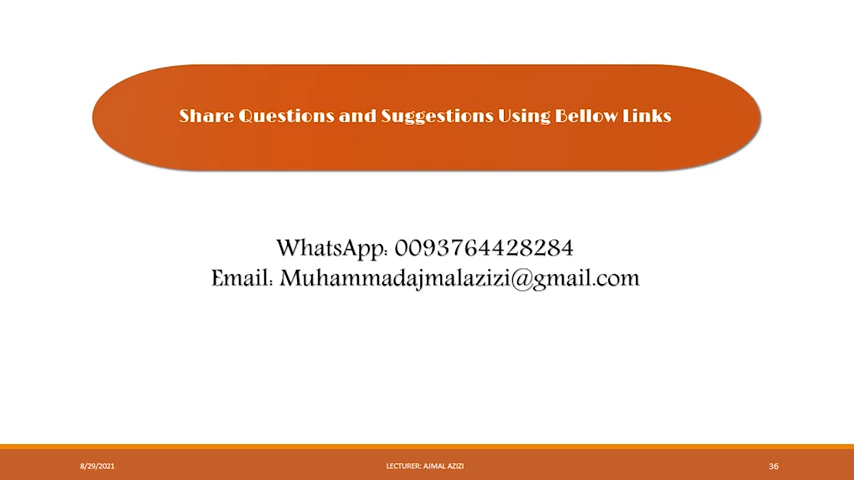 Share Questions and Suggestions Using Bellow Links
WhatsApp: 0093764428284
Email: Muhammadajmalazizi@gmail.com
8/29/2021
LECTURER: AJMAL AZIZI
36